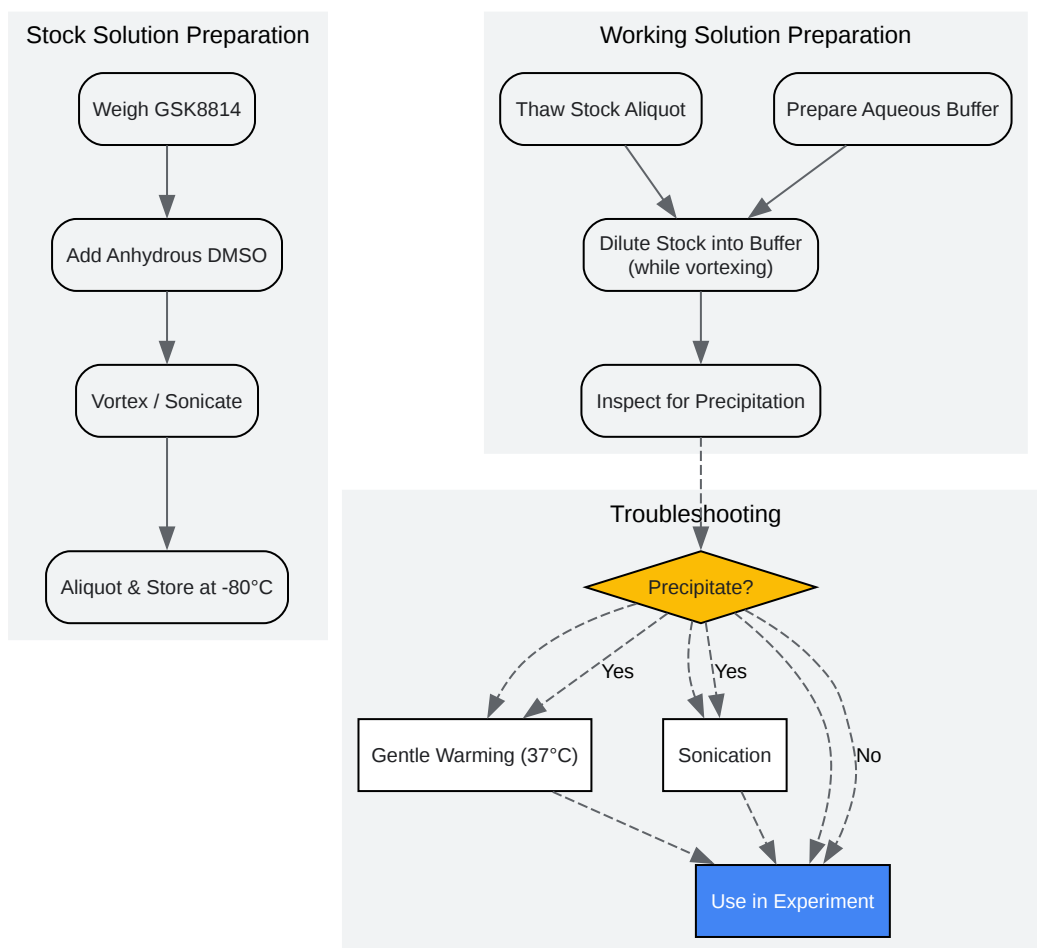 Stock Solution Preparation
Weigh GSK8814
Add Anhydrous DMSO
Vortex / Sonicate
Aliquot & Store at -80°C
Working Solution Preparation
Thaw Stock Aliquot
Prepare Aqueous Buffer
Dilute Stock into Buffer
(while vortexing)
Inspect for Precipitation
Troubleshooting
Precipitate?
Yes
Yes
No
Gentle Warming (37°C)
Sonication
Use in Experiment